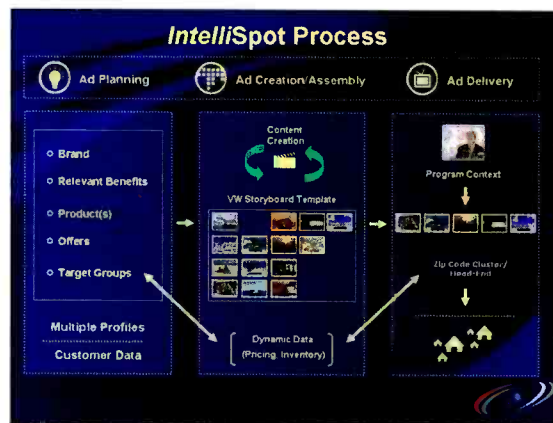 IntelliSpot Process
Ad Planning
Ad Creation/Assembly
Ad Delivery
Brand
Relevant Benefits
Product(s)
Offers
Target Groups
Multiple Profiles
Customer Data
Content
Creation
VW Storyboard Template
Dynamic Data
(Pricing, Inventory)
Program Context
Zip Code Cluster/
Head-End